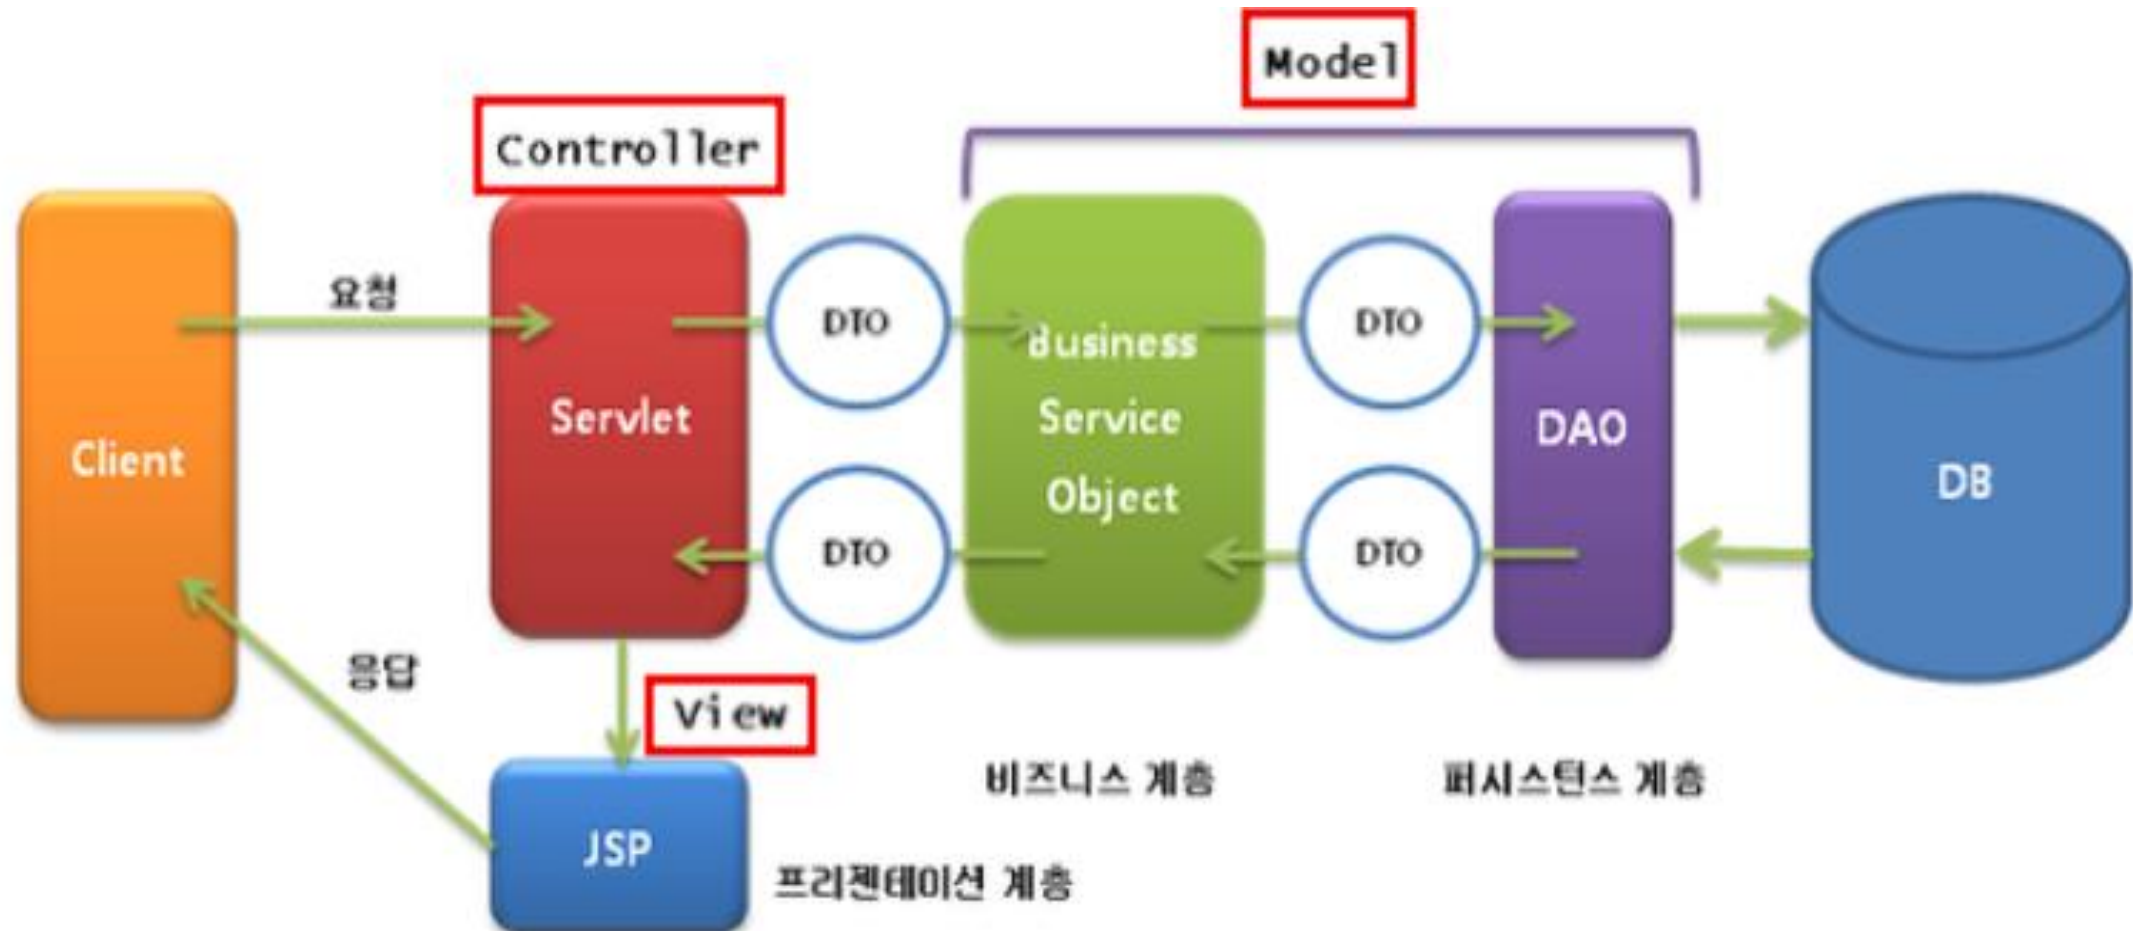 Model
Controller
요청
Client
Servlet
DTO
DTO
Business
Service
Object
DTO
DTO
DAO
DB
응답
View
JSP
비즈니스 계층
퍼시스턴스 계층
프리젠테이션 계층